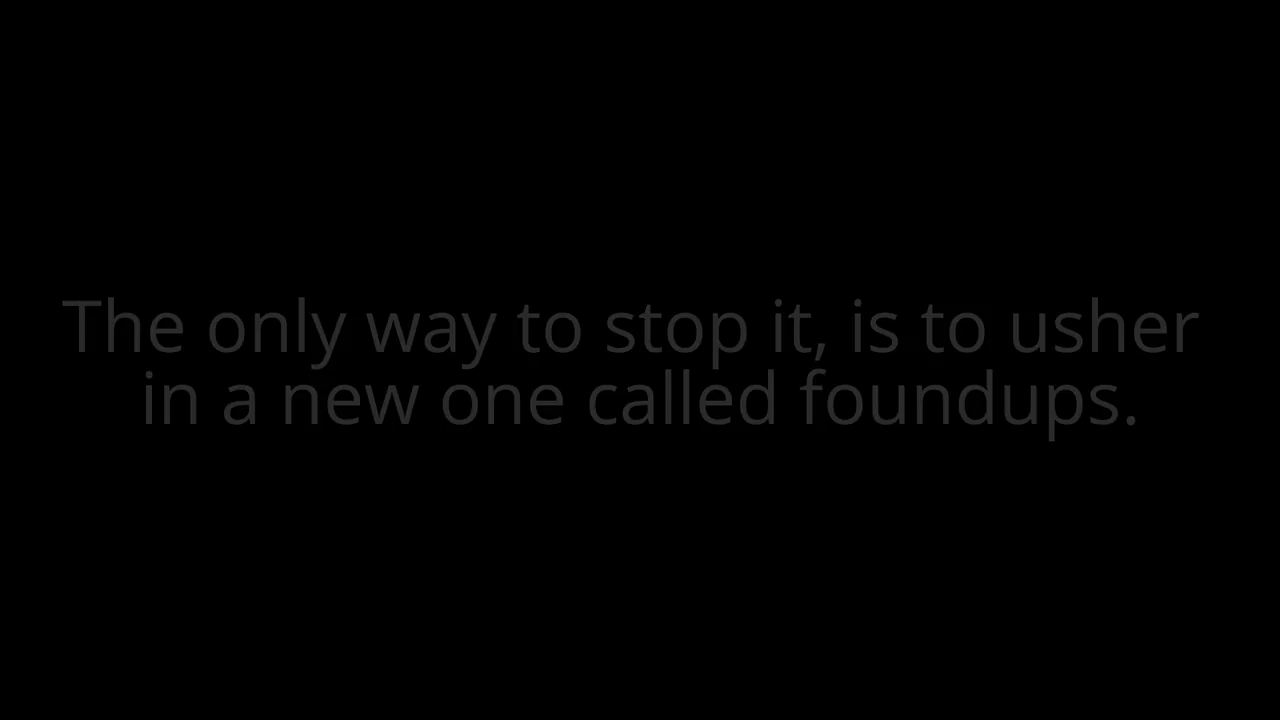 The only way to stop it, is to usher
in a new one called foundups.